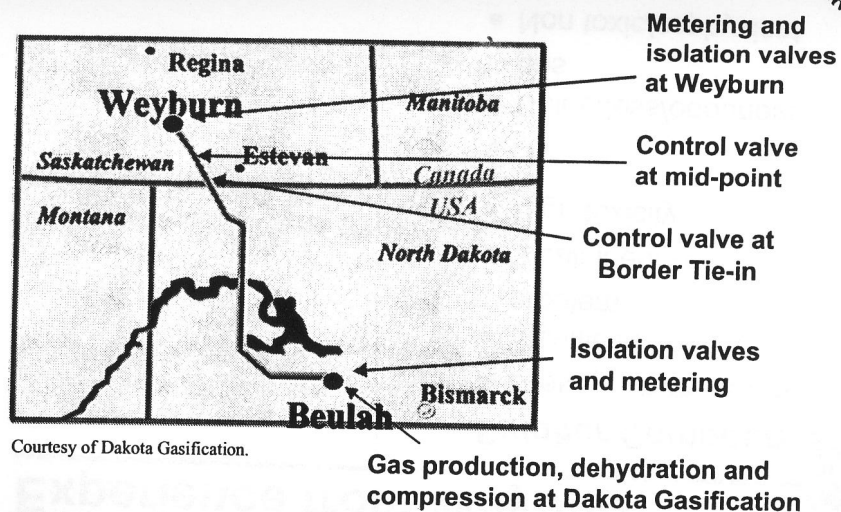 Metering and
isolation valves
at Weyburn
Regina
Weyburn
Manitoba
Control valve
at mid-point
Saskatchewan
Estevan
Canada
USA
Montana
North Dakota
Control valve at
Border Tie-in
Isolation valves
and metering
Bismarck
Beulah
Courtesy of Dakota Gasification.
Gas production, dehydration and
compression at Dakota Gasification